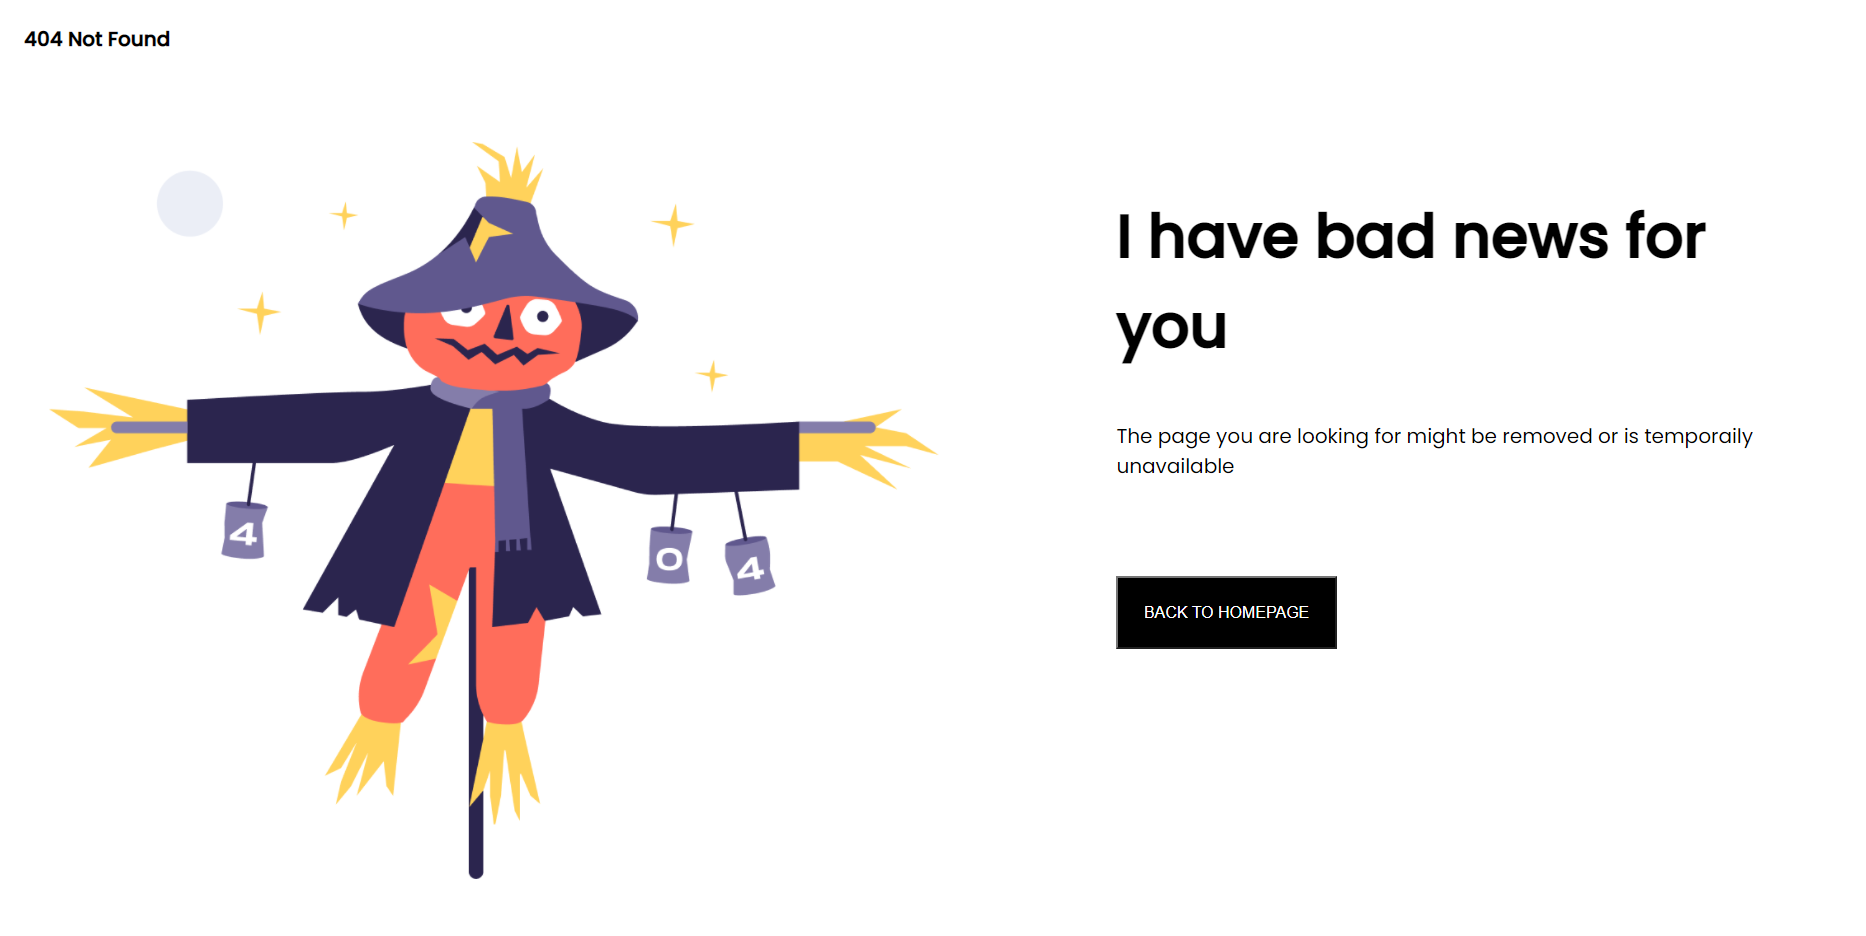 404 Not Found
I have bad news for
you
The page you are looking for might be removed or is temporaily
unavailable
BACK TO HOMEPAGE
4
0
4